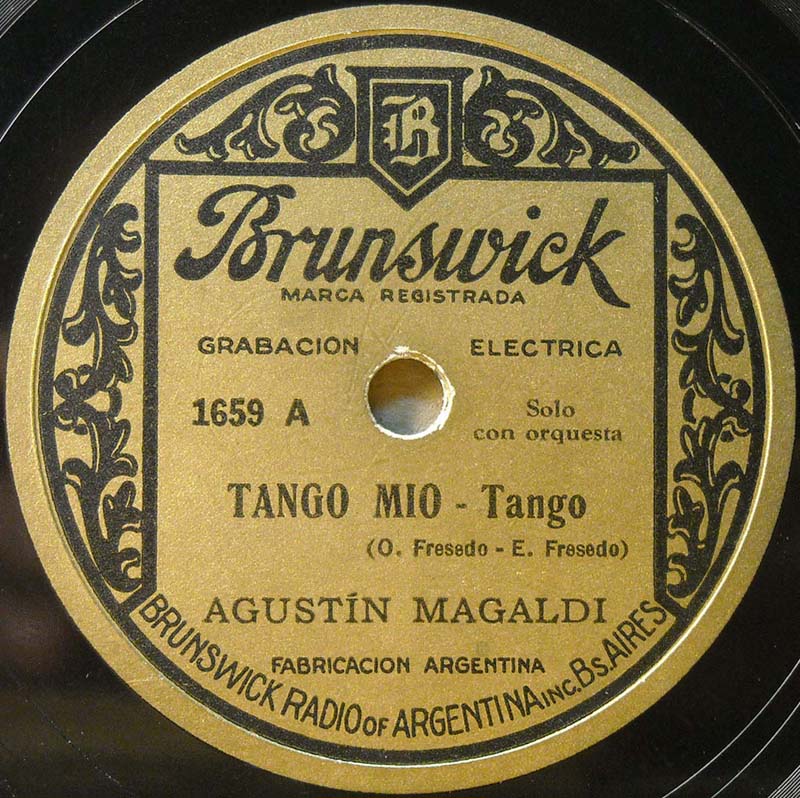 B
Brunswick
MARCA REGISTRADA
GRABACION ELECTRICA
1659 A
Solo
con orquesta
TANGO MIO - Tango
(O. Fresedo - E. Fresedo)
AGUSTÍN MAGALDI
FABRICACION ARGENTINA
BRUNSWICK RADIO OF ARGENTINA INC. Bs. AIRES